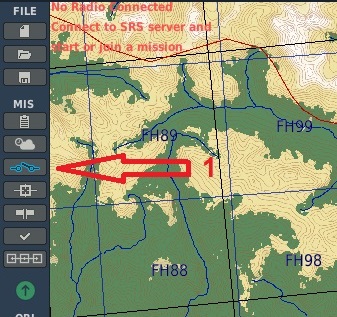 FILE
No Radio Connected
Connect to SRS server and
start or join a mission
MIS
FH89
FH99
1
FH88
FH98
OBJ